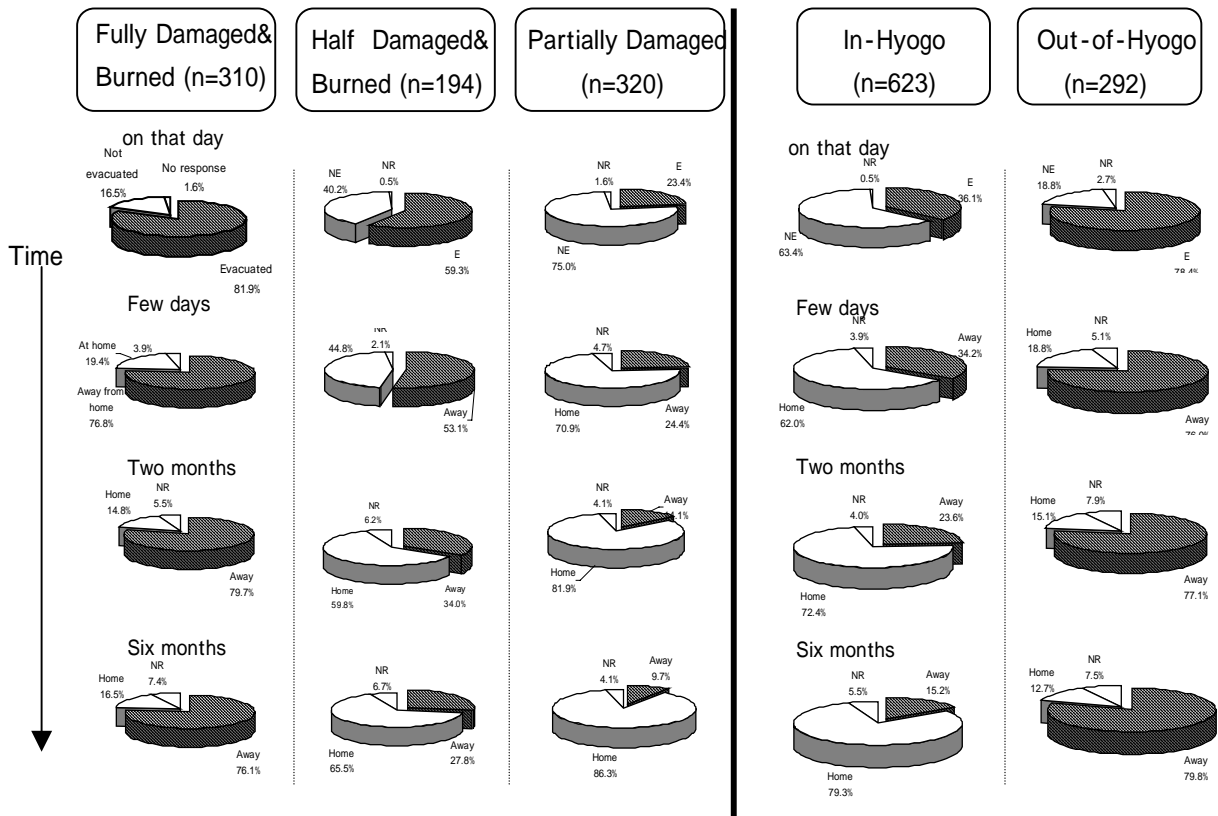 Fully Damaged&
Burned (n=310)
Half Damaged&
Burned (n=194)
Partially Damaged
(n=320)
In-Hyogo
(n=623)
Out-of-Hyogo
(n=292)
Time
on that day
Not
evacuated
16.5%
No response
1.6%
Evacuated
81.9%
NE
40.2%
NR
0.5%
E
59.3%
NR
1.6%
E
23.4%
NE
75.0%
on that day
NR
0.5%
E
36.1%
NE
63.4%
NE
18.8%
NR
2.7%
E
78.4%
Few days
At home
19.4%
3.9%
Away from
home
76.8%
44.8%
NR
2.1%
Away
53.1%
NR
4.7%
Home
70.9%
Away
24.4%
Few days
NR
3.9%
Away
34.2%
Home
62.0%
Home
18.8%
NR
5.1%
Away
Two months
Home
14.8%
NR
5.5%
Away
79.7%
NR
6.2%
Home
59.8%
Away
34.0%
NR
4.1%
Away
Home
81.9%
Two months
NR
4.0%
Away
23.6%
Home
72.4%
Home
15.1%
NR
7.9%
Away
77.1%
Six months
Home
16.5%
NR
7.4%
Away
76.1%
NR
6.7%
Home
65.5%
Away
27.8%
NR
4.1%
Away
9.7%
Home
86.3%
Six months
NR
5.5%
Away
15.2%
Home
79.3%
Home
12.7%
NR
7.5%
Away
79.8%